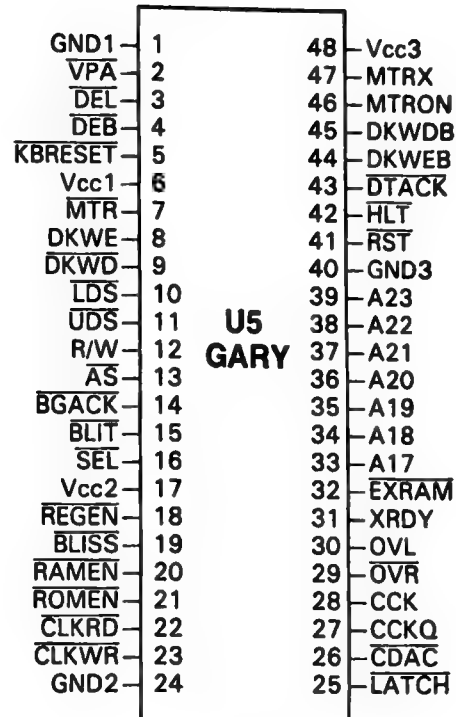 GND1 1 48 Vcc3
VPA 2 47 MTRX
DEL 3 46 MTRON
DEB 4 45 DKWDB
KBRESET 5 44 DKWEB
Vcc1 6 43 DTACK
MTR 7 42 HLT
DKWE 8 41 RST
DKWD 9 40 GND3
LDS 10 39 A23
UDS 11 38 A22
R/W 12 37 A21
AS 13 36 A20
BGACK 14 35 A19
BLIT 15 34 A18
SEL 16 33 A17
Vcc2 17 32 EXRAM
REGEN 18 31 XRDY
BLISS 19 30 OVL
RAMEN 20 29 OVR
ROMEN 21 28 CCK
CLKRD 22 27 CCKQ
CLKWR 23 26 CDAC
GND2 24 25 LATCH
U5
GARY